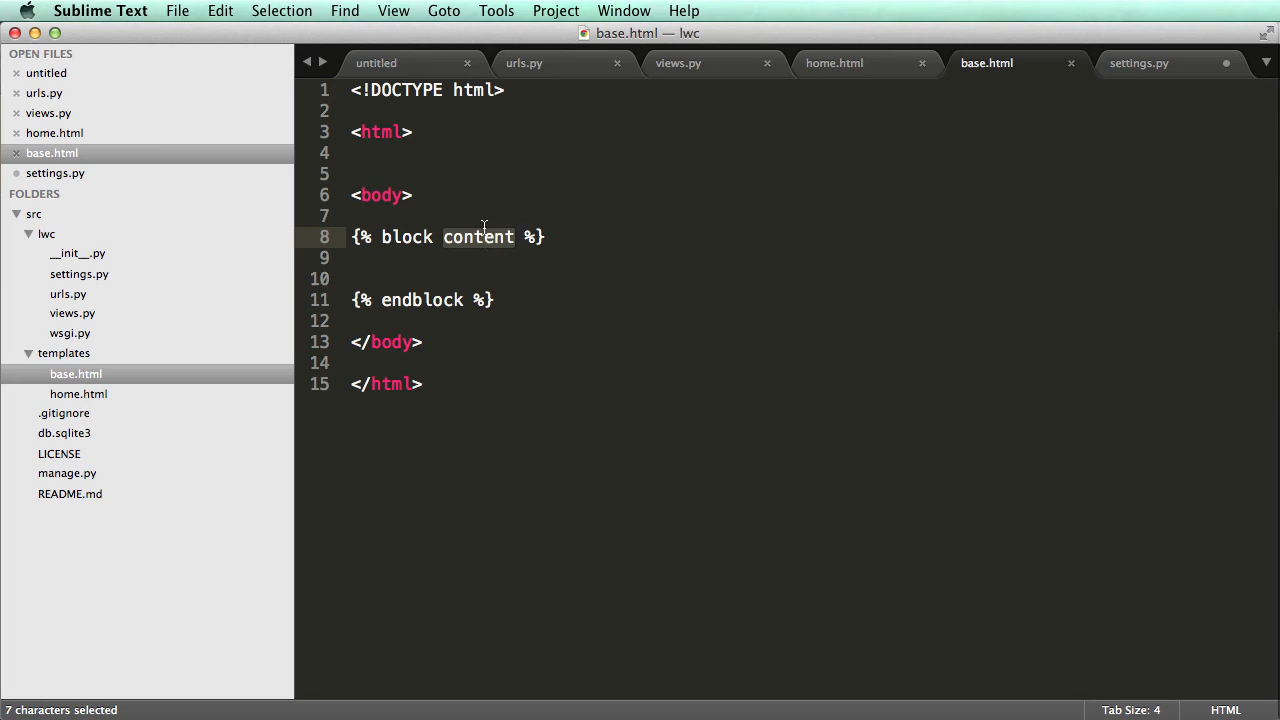 Sublime Text File Edit Selection Find View Goto Tools Project Window Help
base.html — lwc
OPEN FILES
untitled
urls.py
views.py
home.html
base.html
settings.py
FOLDERS
src
lwc
__init__.py
settings.py
urls.py
views.py
wsgi.py
templates
base.html
home.html
.gitignore
db.sqlite3
LICENSE
manage.py
README.md
untitled urls.py views.py home.html base.html settings.py
1 <!DOCTYPE html>
2
3 <html>
4
5
6 <body>
7
8 {% block content %}
9
10
11 {% endblock %}
12
13 </body>
14
15 </html>
7 characters selected Tab Size: 4 HTML